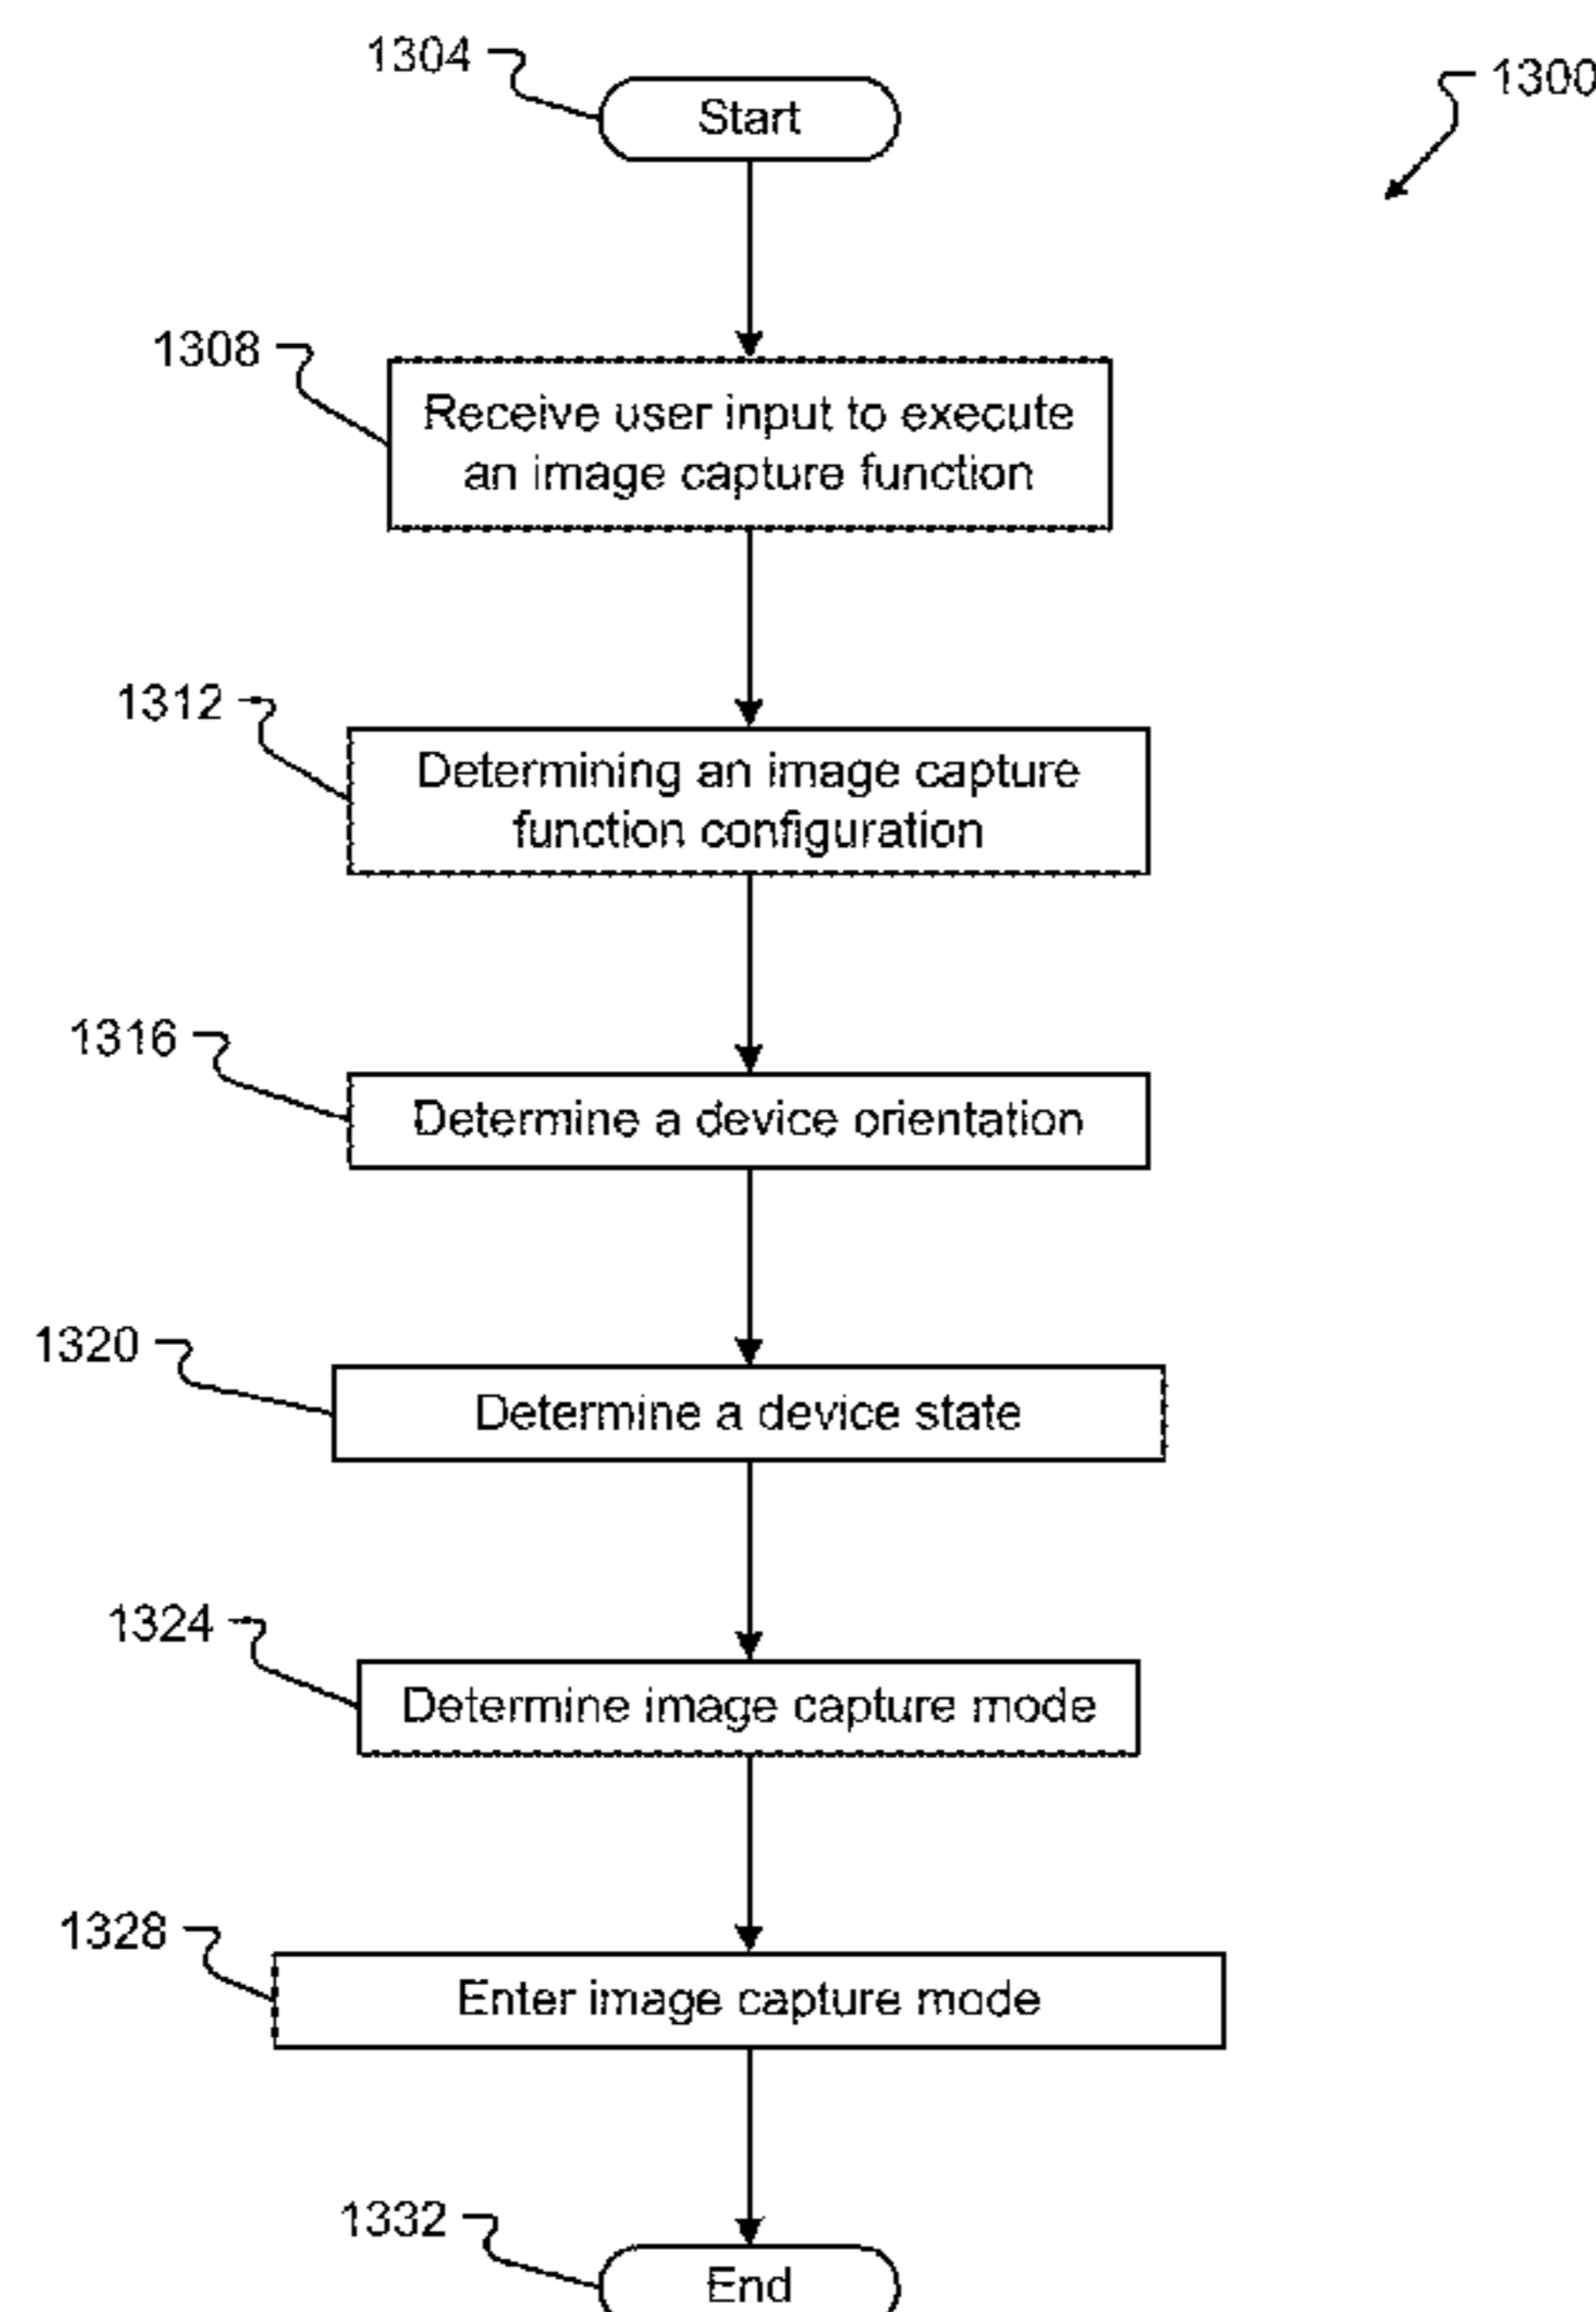 1304
Start
1300
1308
Receive user input to execute
an image capture function
1312
Determining an image capture
function configuration
1316
Determine a device orientation
1320
Determine a device state
1324
Determine image capture mode
1328
Enter image capture mode
1332
End